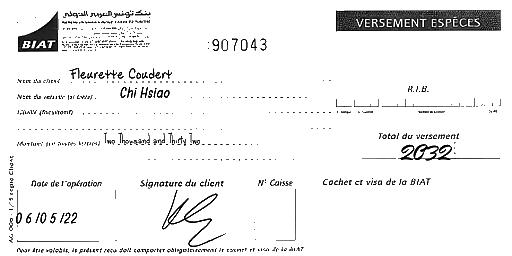 بنك تونس العربي الدولي
BIAT
VERSEMENT ESPÈCES
907043
Nom du client Fleurette Coudert
R.I.B.
Nom du remettant (si tiers) Chi Hsiao
Libellé (facultatif)
Montant (en toutes lettres) Two Thousand and Thirty Two
Total du versement
2032
Date de l'opération
Signature du client
N° Caisse
Cachet et visa de la BIAT
06/05/22
Pour être valable, le présent reçu doit comporter obligatoirement le cachet et visa de la BIAT